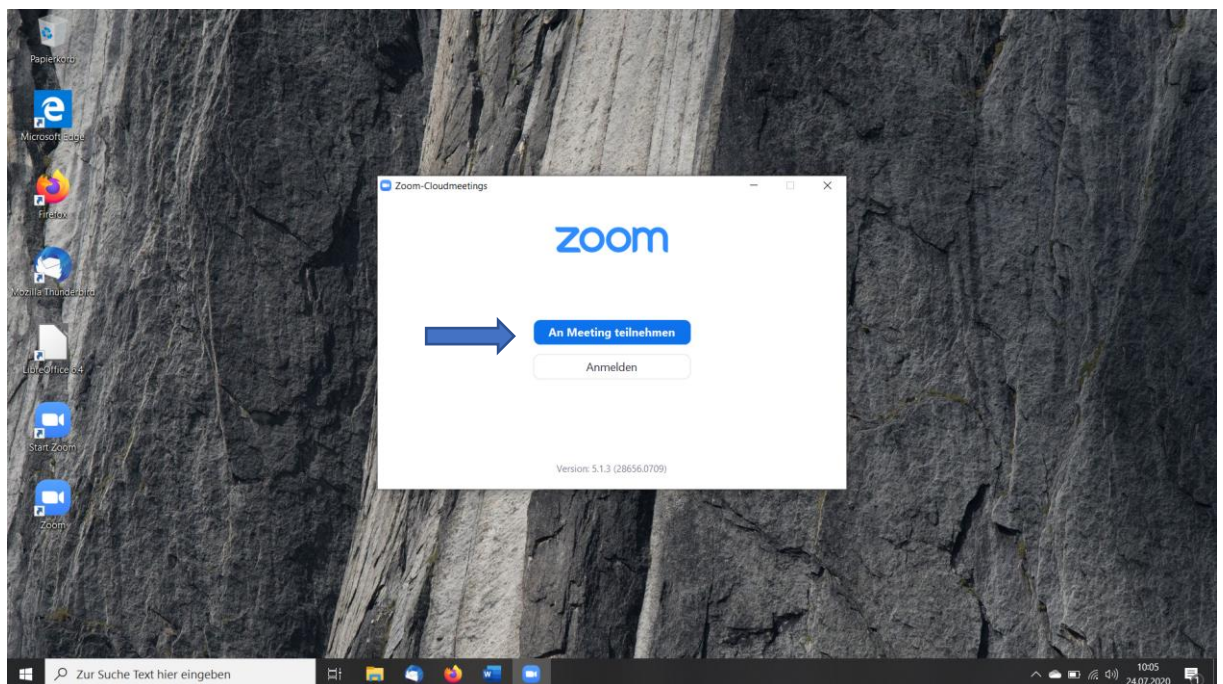 Papierkorb
Microsoft Edge
Firefox
Mozilla Thunderbird
LibreOffice 6.4
Start Zoom
Zoom
Zoom-Cloudmeetings
zoom
An Meeting teilnehmen
Anmelden
Version: 5.1.3 (28656.0709)
Zur Suche Text hier eingeben
10:05
24.07.2020